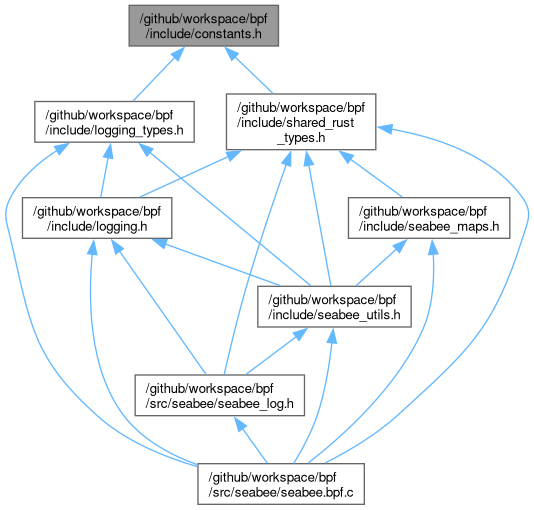 /github/workspace/bpf
/include/constants.h
/github/workspace/bpf
/include/logging_types.h
/github/workspace/bpf
/include/shared_rust
_types.h
/github/workspace/bpf
/include/logging.h
/github/workspace/bpf
/include/seabee_maps.h
/github/workspace/bpf
/include/seabee_utils.h
/github/workspace/bpf
/src/seabee/seabee_log.h
/github/workspace/bpf
/src/seabee/seabee.bpf.c